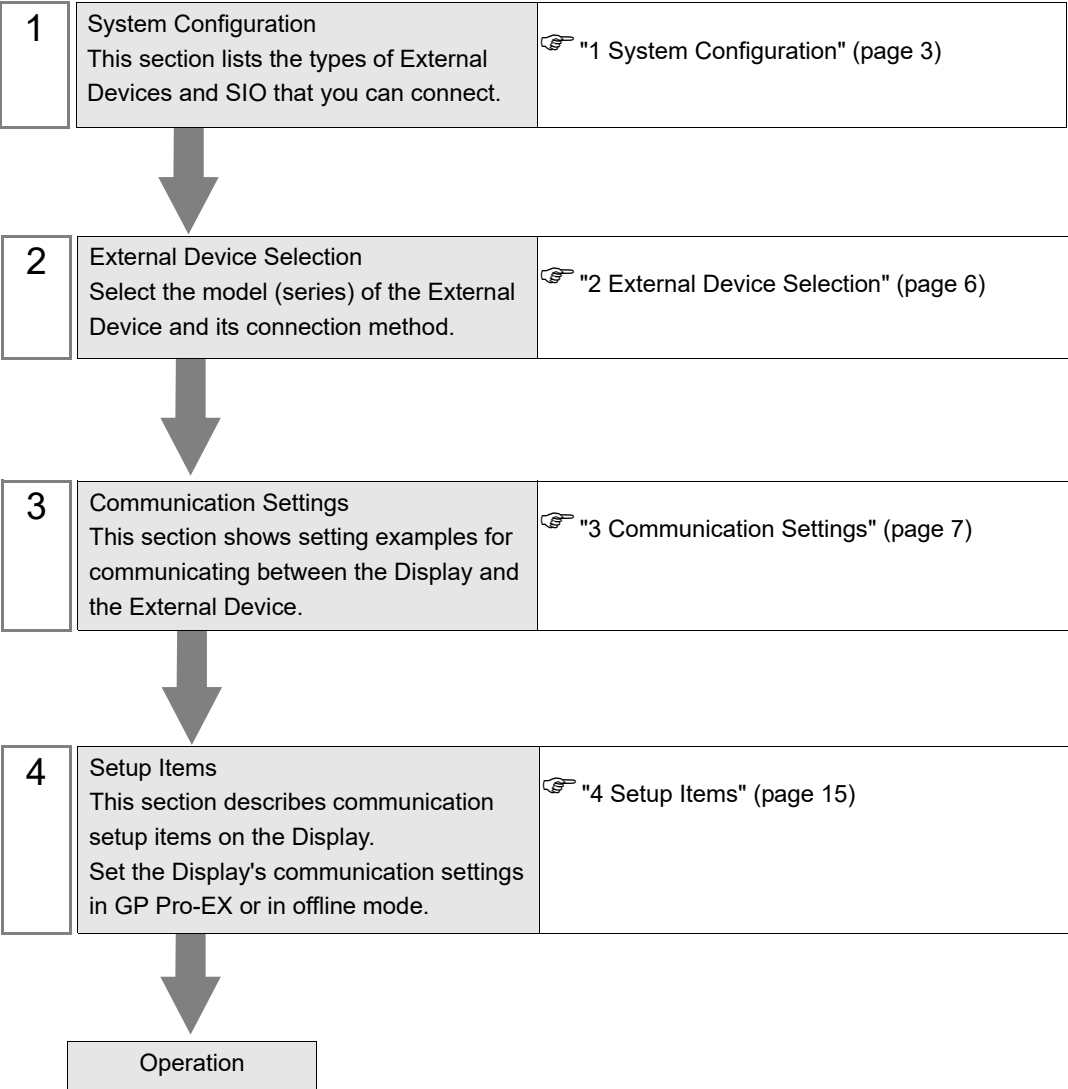 1
System Configuration
This section lists the types of External
Devices and SIO that you can connect.
"1 System Configuration" (page 3)
2
External Device Selection
Select the model (series) of the External
Device and its connection method.
"2 External Device Selection" (page 6)
3
Communication Settings
This section shows setting examples for
communicating between the Display and
the External Device.
"3 Communication Settings" (page 7)
4
Setup Items
This section describes communication
setup items on the Display.
Set the Display's communication settings
in GP Pro-EX or in offline mode.
"4 Setup Items" (page 15)
Operation